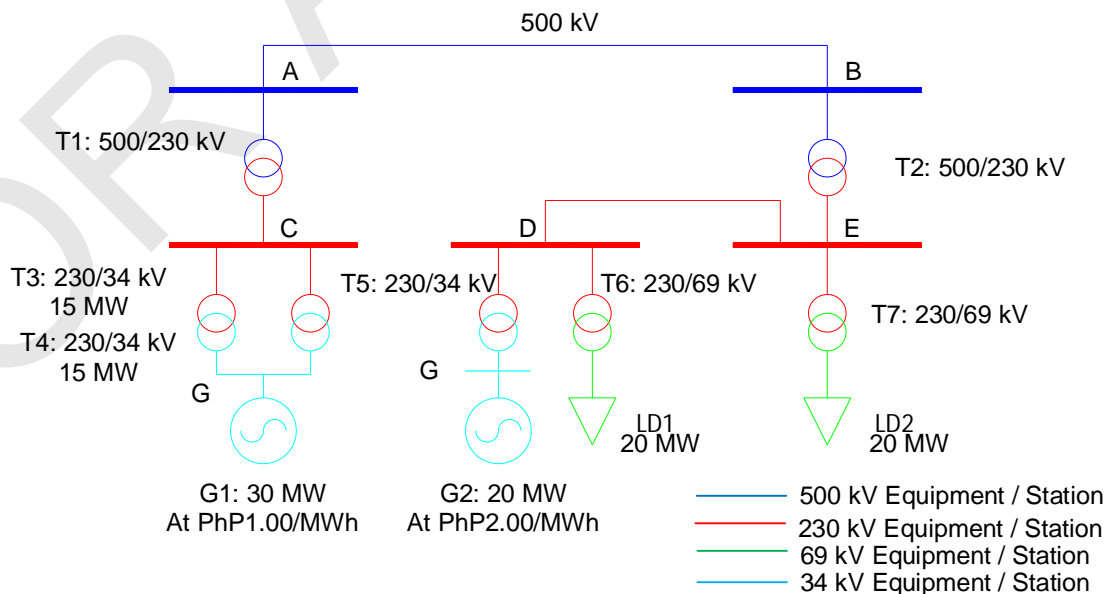 500 kV
A
B
T1: 500/230 kV
T2: 500/230 kV
C
D
E
T3: 230/34 kV
15 MW
T5: 230/34 kV
T6: 230/69 kV
T7: 230/69 kV
T4: 230/34 kV
15 MW
G
G
LD1
20 MW
LD2
20 MW
G1: 30 MW
At PhP1.00/MWh
G2: 20 MW
At PhP2.00/MWh
500 kV Equipment / Station
230 kV Equipment / Station
69 kV Equipment / Station
34 kV Equipment / Station